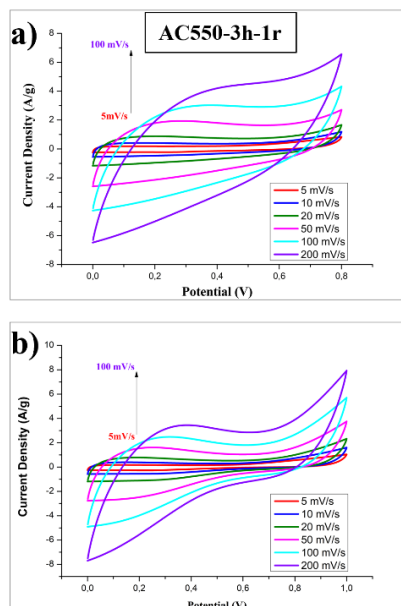 a)
AC550-3h-1r
8
6
4
2
0
-2
-4
-6
-8
Current Density (A/g)
100 mV/s
5mV/s
5 mV/s
10 mV/s
20 mV/s
50 mV/s
100 mV/s
200 mV/s
0,0 0,2 0,4 0,6 0,8
Potential (V)
b)
10
8
6
4
2
0
-2
-4
-6
-8
Current Density (A/g)
100 mV/s
5mV/s
5 mV/s
10 mV/s
20 mV/s
50 mV/s
100 mV/s
200 mV/s
0,0 0,2 0,4 0,6 0,8 1,0
Potential (V)